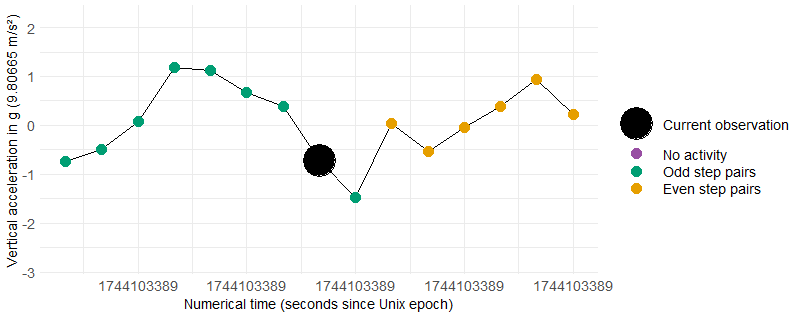 Vertical acceleration in g (9.80665 m/s²)
2
1
0
-1
-2
-3
1744103389 1744103389 1744103389 1744103389 1744103389
Numerical time (seconds since Unix epoch)
Current observation
No activity
Odd step pairs
Even step pairs